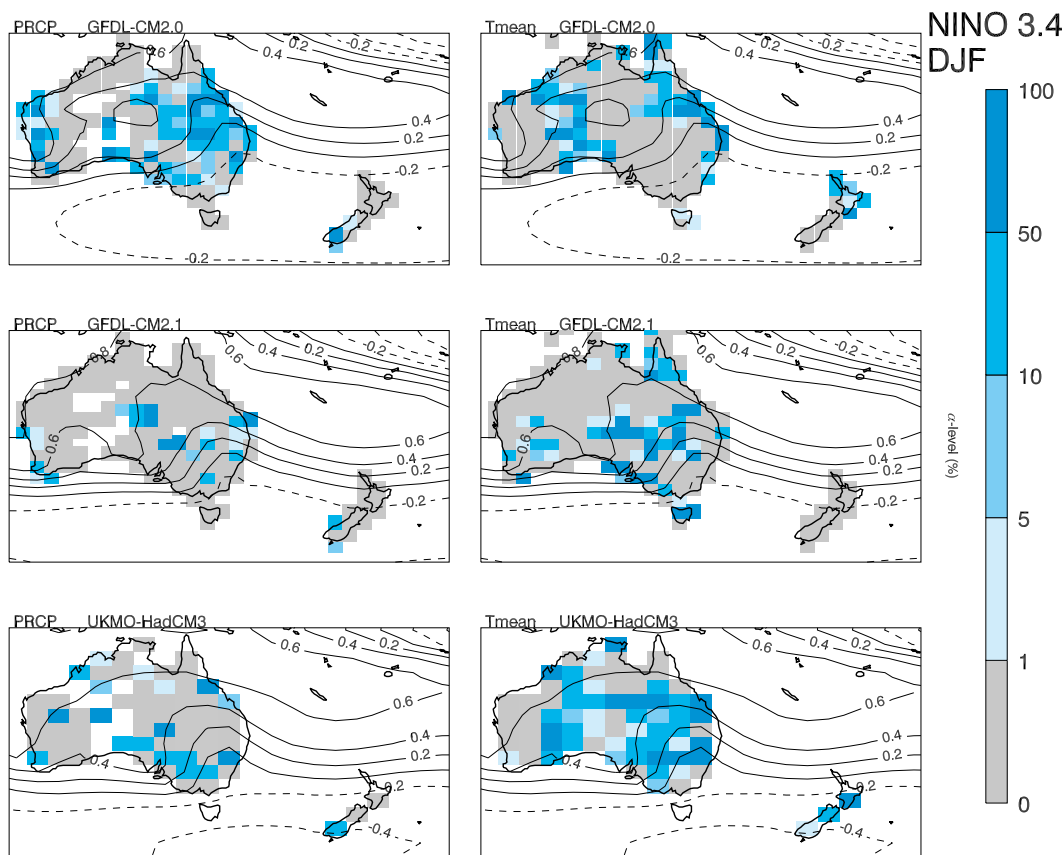 PRCP GFDL-CM2.0
0.6 0.4 0.2 -0.2
0.4
0.2
-0.2
-0.2
Tmean GFDL-CM2.0
0.6 0.4 0.2 -0.2
0.4
0.2
-0.2
-0.2
PRCP GFDL-CM2.1
0.8 0.6 0.4 0.2 -0.2
0.6
0.6
0.4
0.2
-0.2
Tmean GFDL-CM2.1
0.8 0.6 0.4 0.2 -0.2
0.6
0.6
0.4
0.2
-0.2
PRCP UKMO-HadCM3
0.6 0.4 0.2
0.6
0.4
0.2
0.4
0.2
-0.4
Tmean UKMO-HadCM3
0.6 0.4 0.2
0.6
0.4
0.2
0.4
0.2
-0.4
NINO 3.4
DJF
100
50
10
5
1
0
α-level (%)